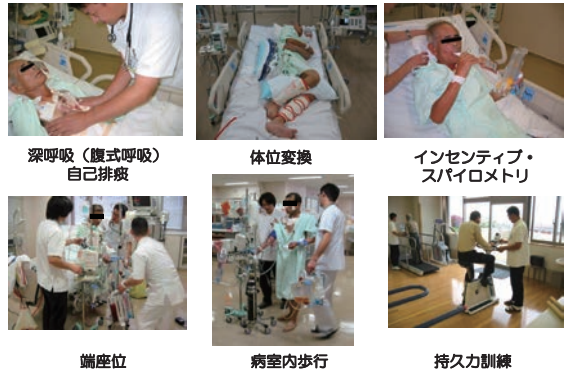 深呼吸（腹式呼吸）
自己排痰
体位変換
インセンティブ・
スパイロメトリ
端座位
病室内歩行
持久力訓練